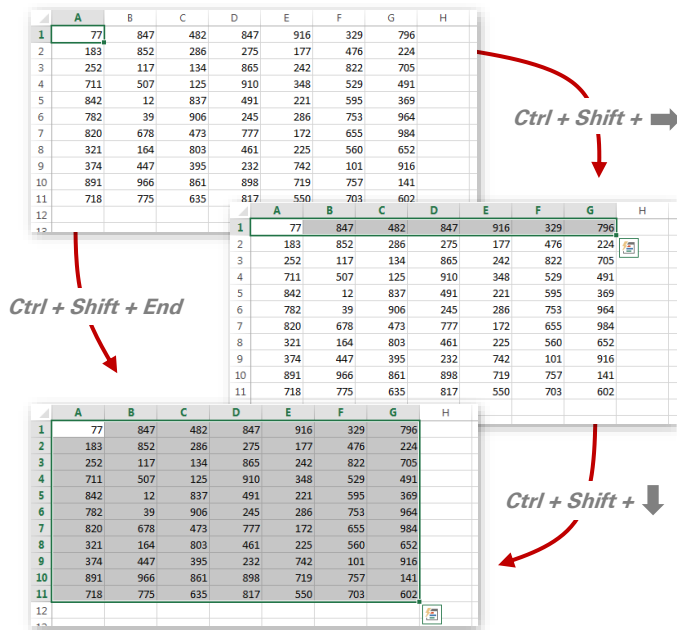 A B C D E F G H
1 77 847 482 847 916 329 796
2 183 852 286 275 177 476 224
3 252 117 134 865 242 822 705
4 711 507 125 910 348 529 491
5 842 12 837 491 221 595 369
6 782 39 906 245 286 753 964
7 820 678 473 777 172 655 984
8 321 164 803 461 225 560 652
9 374 447 395 232 742 101 916
10 891 966 861 898 719 757 141
11 718 775 635 817 550 703 602
12
Ctrl + Shift +
A B C D E F G H
1 77 847 482 847 916 329 796
2 183 852 286 275 177 476 224
3 252 117 134 865 242 822 705
4 711 507 125 910 348 529 491
5 842 12 837 491 221 595 369
6 782 39 906 245 286 753 964
7 820 678 473 777 172 655 984
8 321 164 803 461 225 560 652
9 374 447 395 232 742 101 916
10 891 966 861 898 719 757 141
11 718 775 635 817 550 703 602
Ctrl + Shift + End
Ctrl + Shift +
A B C D E F G H
1 77 847 482 847 916 329 796
2 183 852 286 275 177 476 224
3 252 117 134 865 242 822 705
4 711 507 125 910 348 529 491
5 842 12 837 491 221 595 369
6 782 39 906 245 286 753 964
7 820 678 473 777 172 655 984
8 321 164 803 461 225 560 652
9 374 447 395 232 742 101 916
10 891 966 861 898 719 757 141
11 718 775 635 817 550 703 602
12